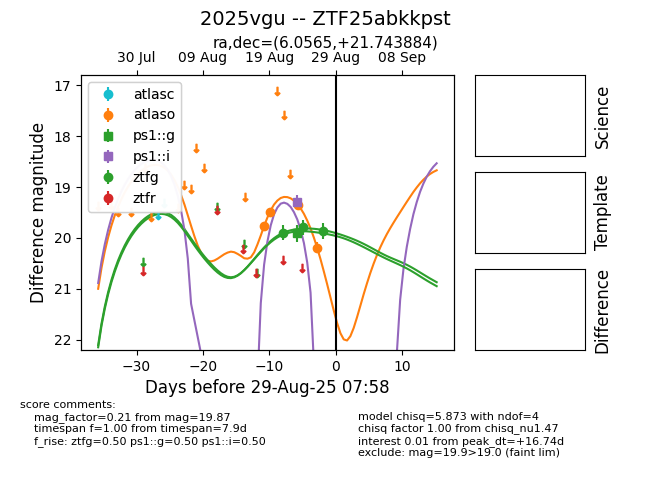 2025vgu -- ZTF25abkkpst
ra,dec=(6.0565,+21.743884)
30 Jul 09 Aug 19 Aug 29 Aug 08 Sep
17
18
19
20
21
22
Difference magnitude
atlasc
atlaso
ps1::g
ps1::i
ztfg
ztfr
−30 −20 −10 0 10
Days before 29-Aug-25 07:58
Science
Template
Difference
score comments:
mag_factor=0.21 from mag=19.87
timespan f=1.00 from timespan=7.9d
f_rise: ztfg=0.50 ps1::g=0.50 ps1::i=0.50
model chisq=5.873 with ndof=4
chisq factor 1.00 from chisq_nu1.47
interest 0.01 from peak_dt=+16.74d
exclude: mag=19.9>19.0 (faint lim)